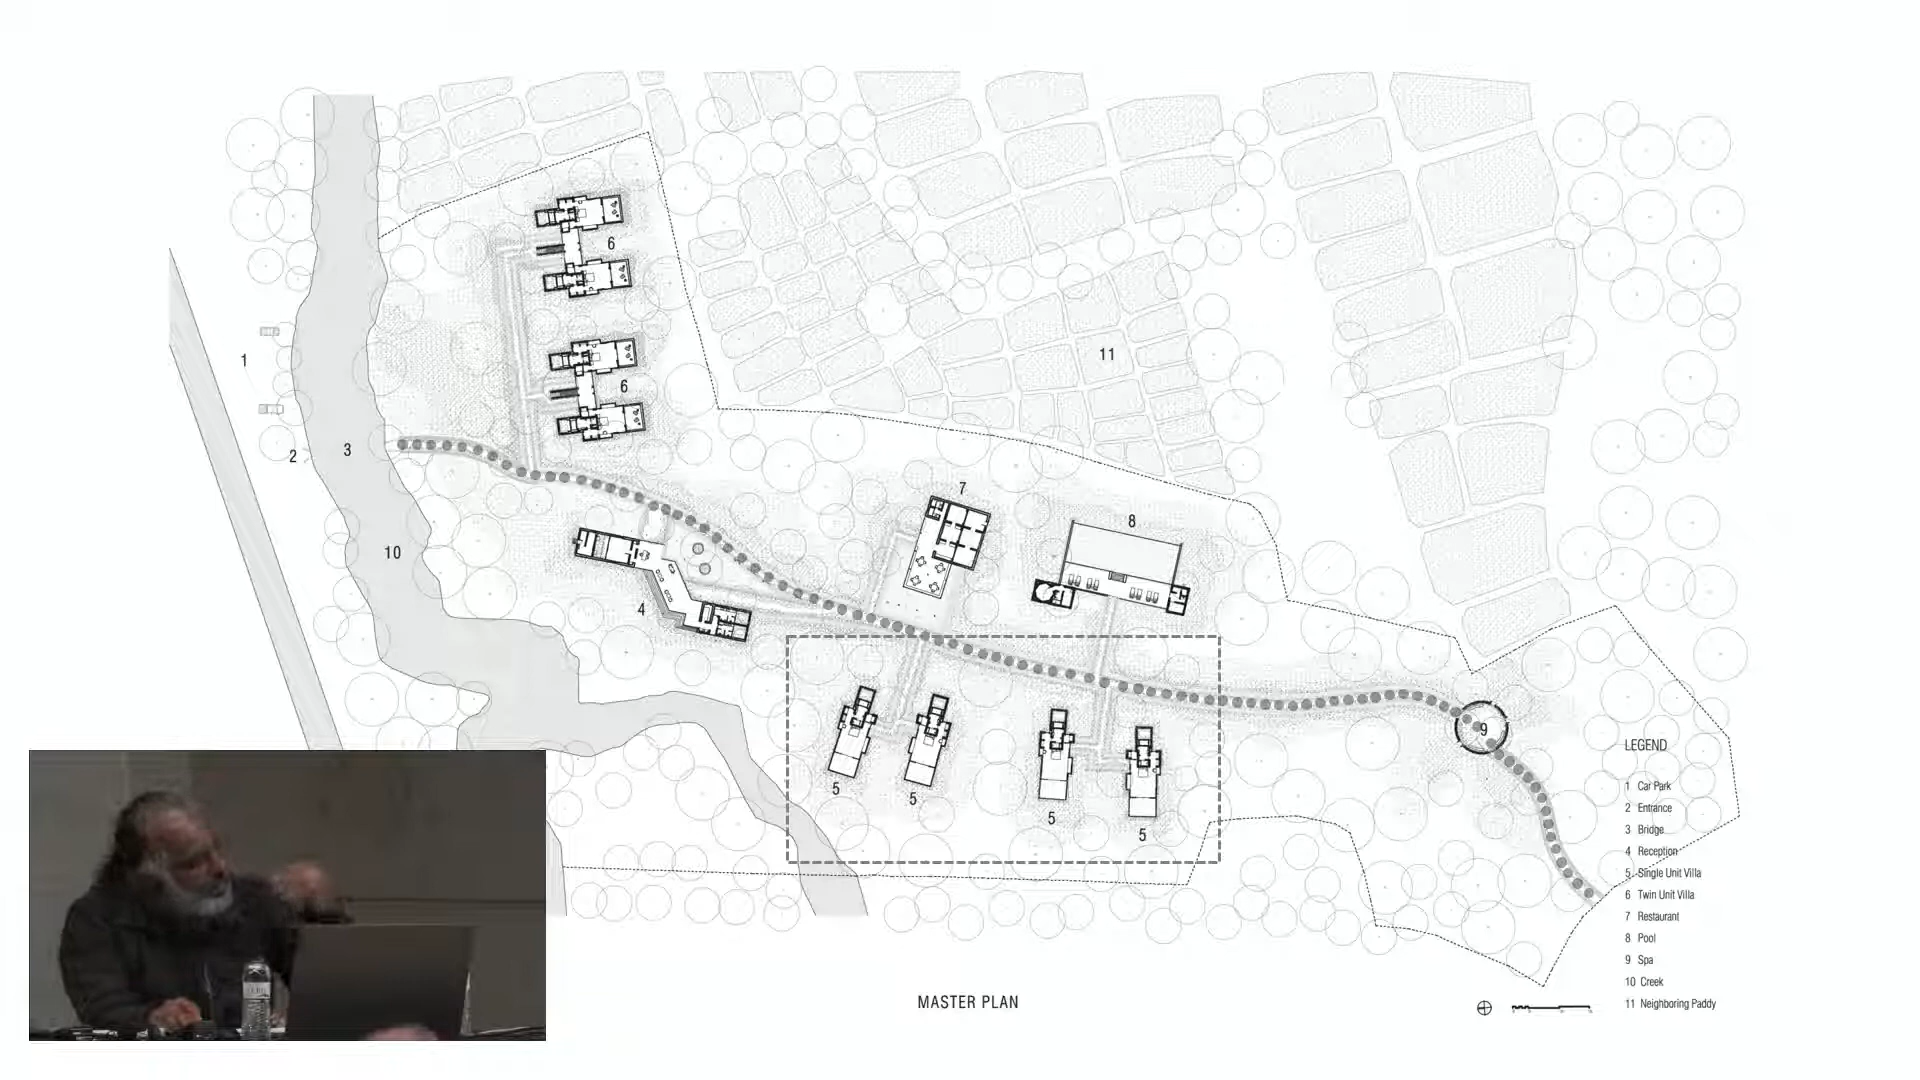 6
6
11
1
2
3
7
8
10
4
9
5
5
5
5
LEGEND
1 Car Park
2 Entrance
3 Bridge
4 Reception
5 Single Unit Villa
6 Twin Unit Villa
7 Restaurant
8 Pool
9 Spa
10 Creek
11 Neighboring Paddy
MASTER PLAN